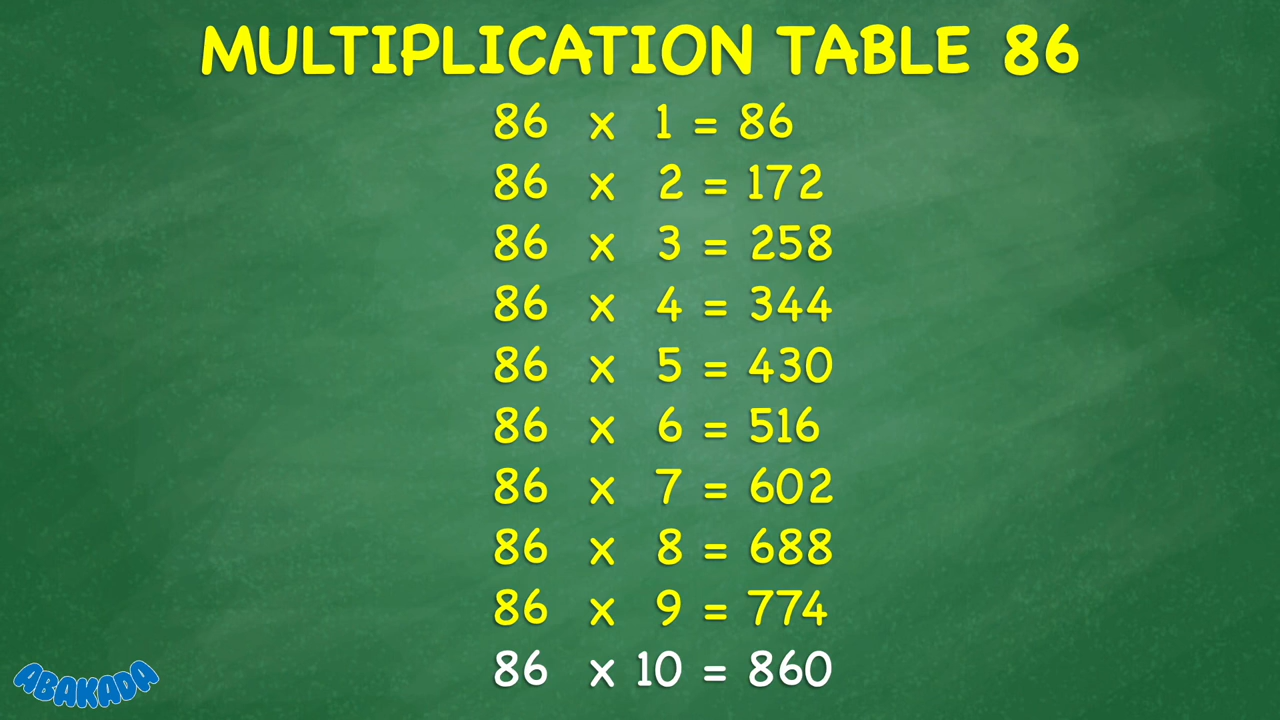 MULTIPLICATION TABLE 86
86 x 1 = 86
86 x 2 = 172
86 x 3 = 258
86 x 4 = 344
86 x 5 = 430
86 x 6 = 516
86 x 7 = 602
86 x 8 = 688
86 x 9 = 774
86 x 10 = 860
ABAKADA